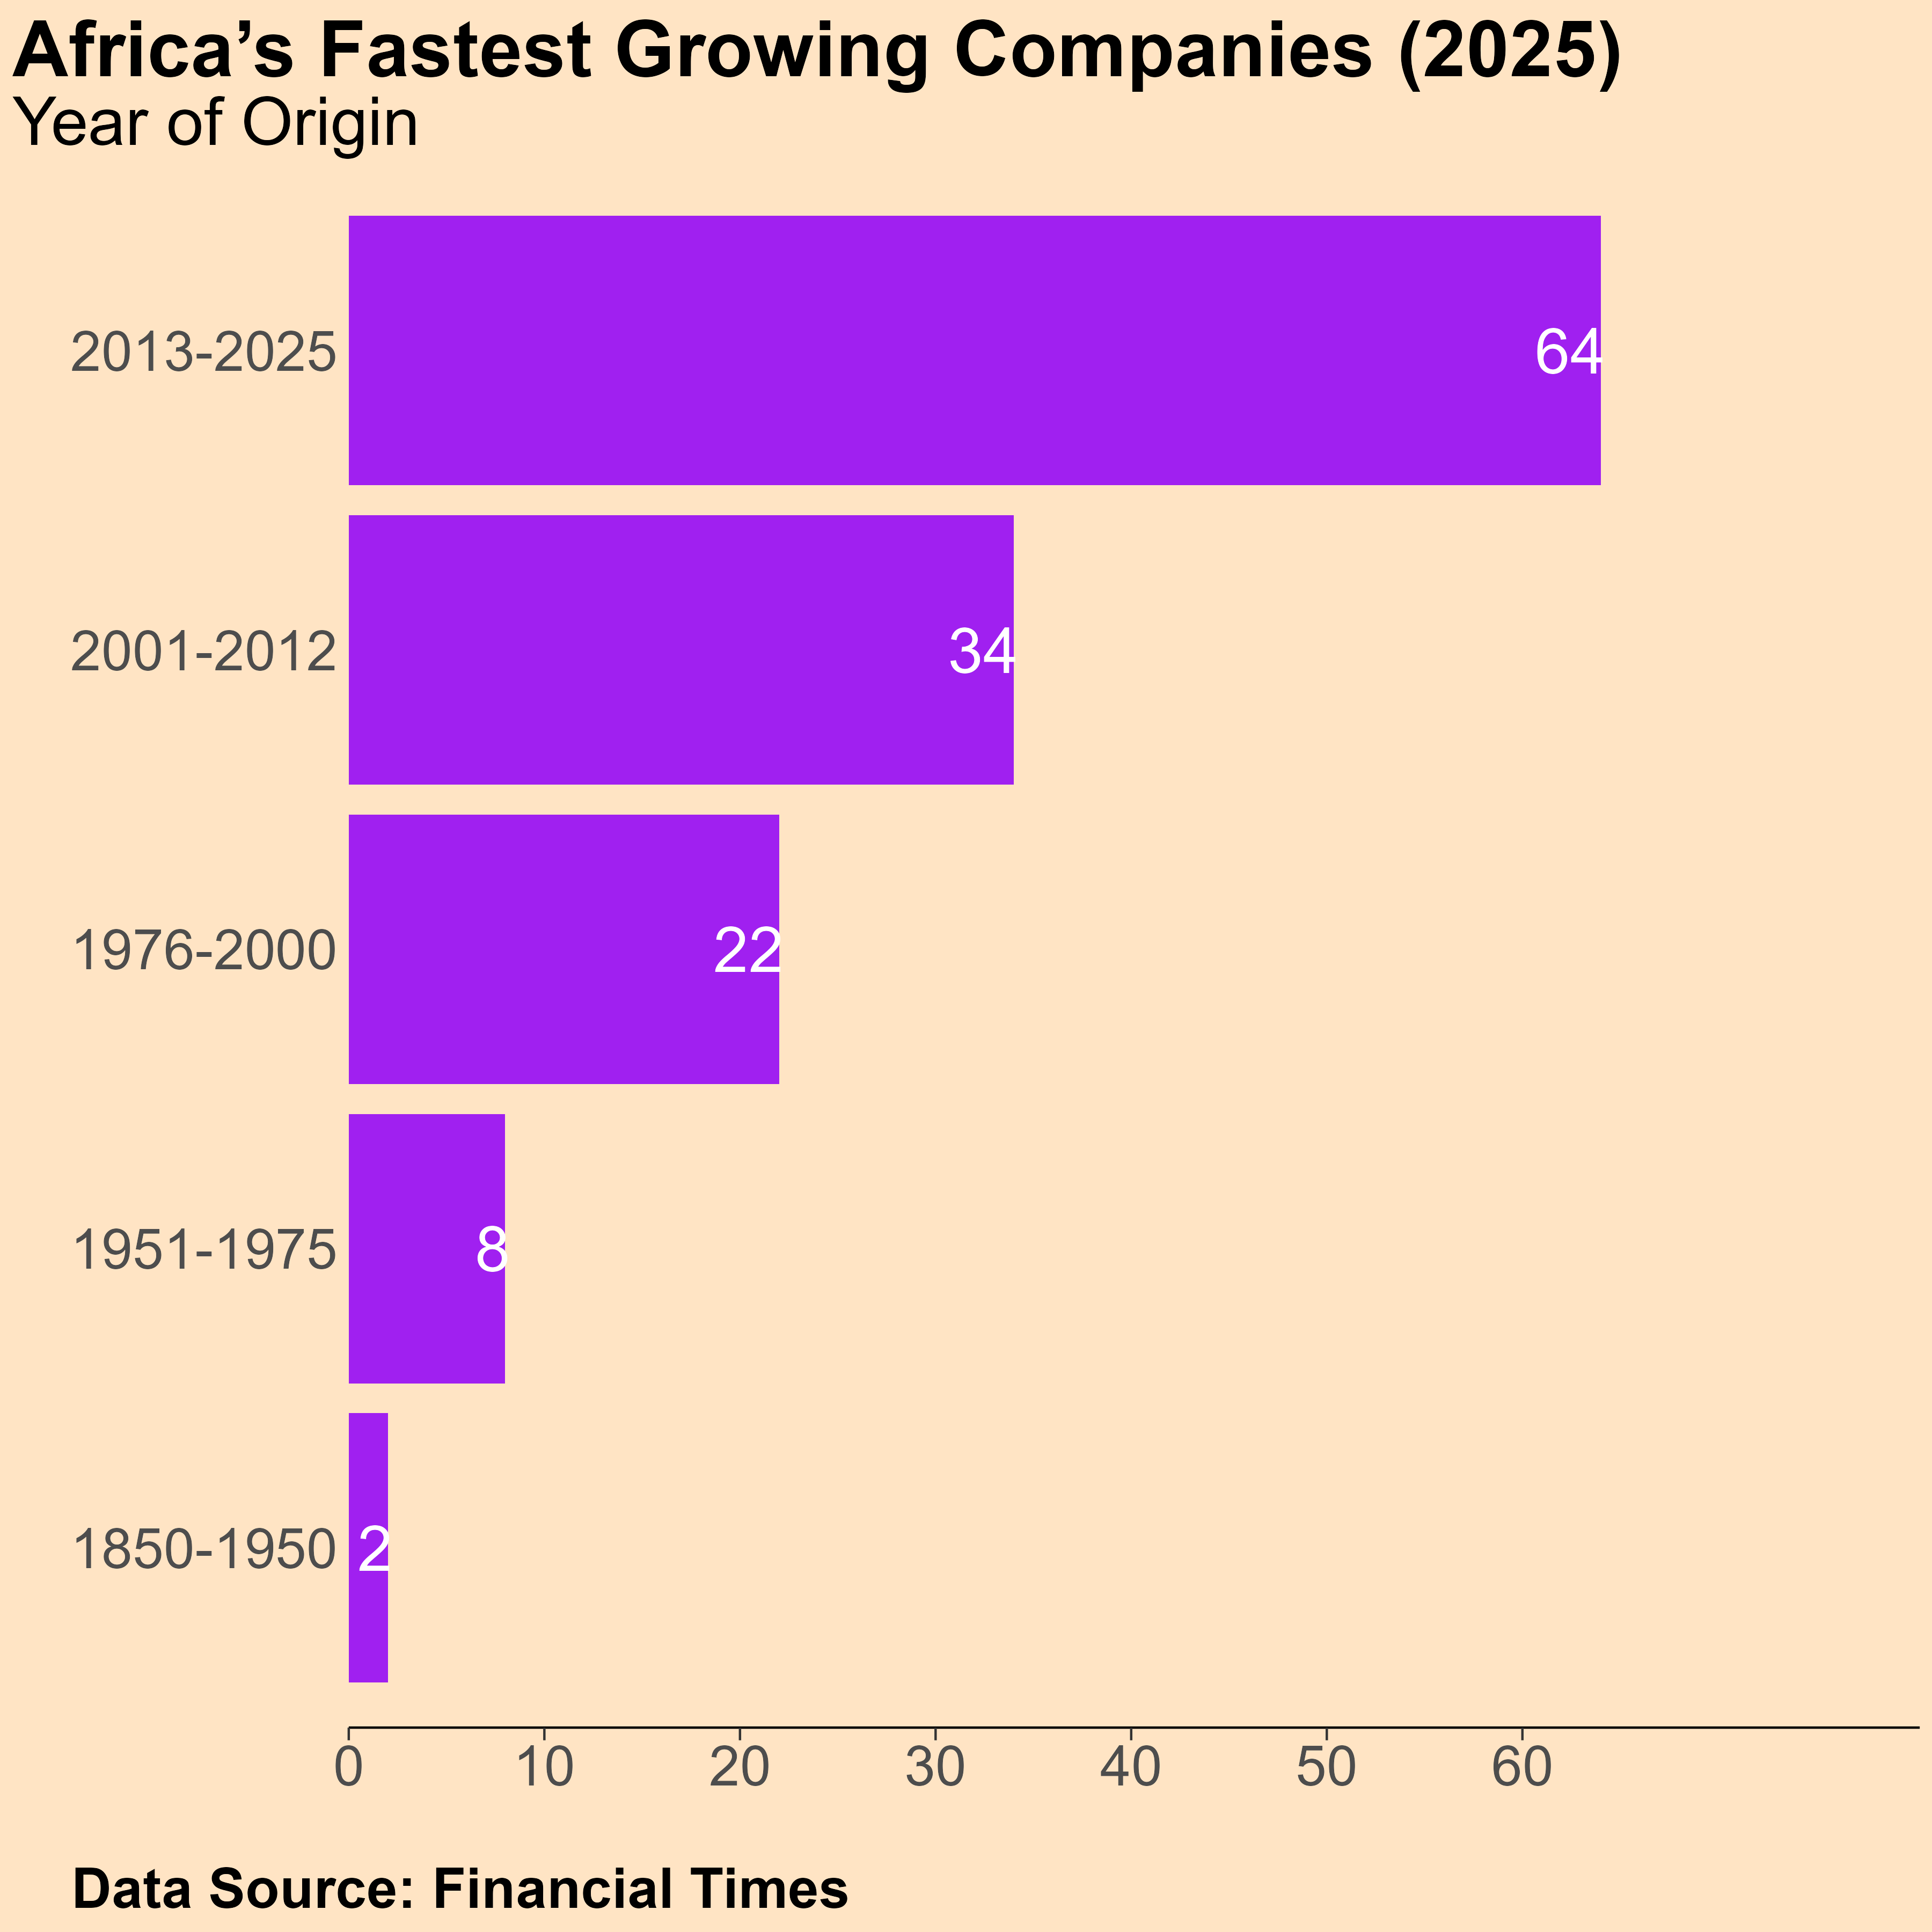 Africa’s Fastest Growing Companies (2025)
Year of Origin
2013-2025 64
2001-2012 34
1976-2000 22
1951-1975 8
1850-1950 2
0 10 20 30 40 50 60
Data Source: Financial Times